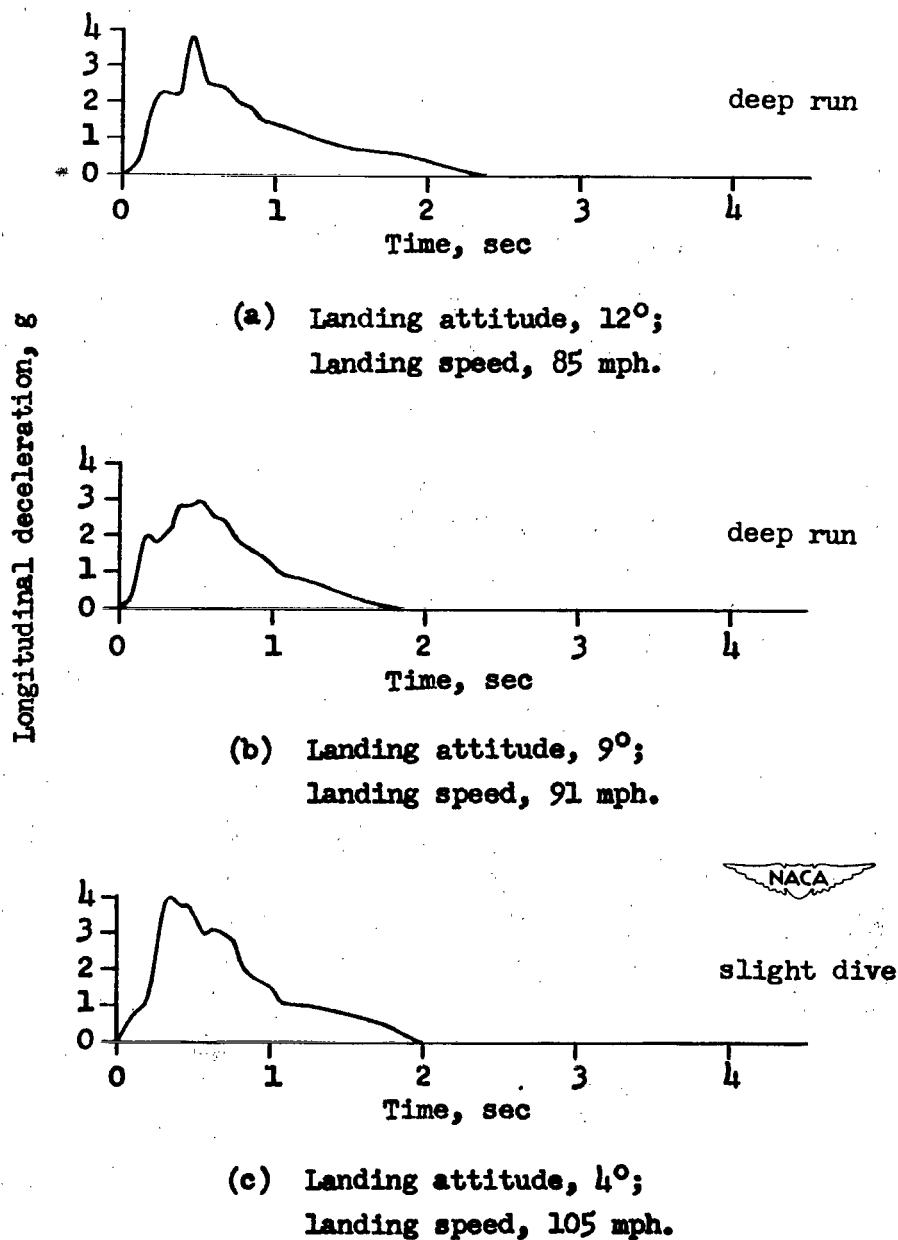 4
3
2
1
* 0
deep run
0 1 2 3 4
Time, sec
(a) Landing attitude, 12°;
landing speed, 85 mph.
Longitudinal deceleration, g
4
3
2
1
0
deep run
0 1 2 3 4
Time, sec
(b) Landing attitude, 9°;
landing speed, 91 mph.
NACA
4
3
2
1
0
slight dive
0 1 2 3 4
Time, sec
(c) Landing attitude, 4°;
landing speed, 105 mph.